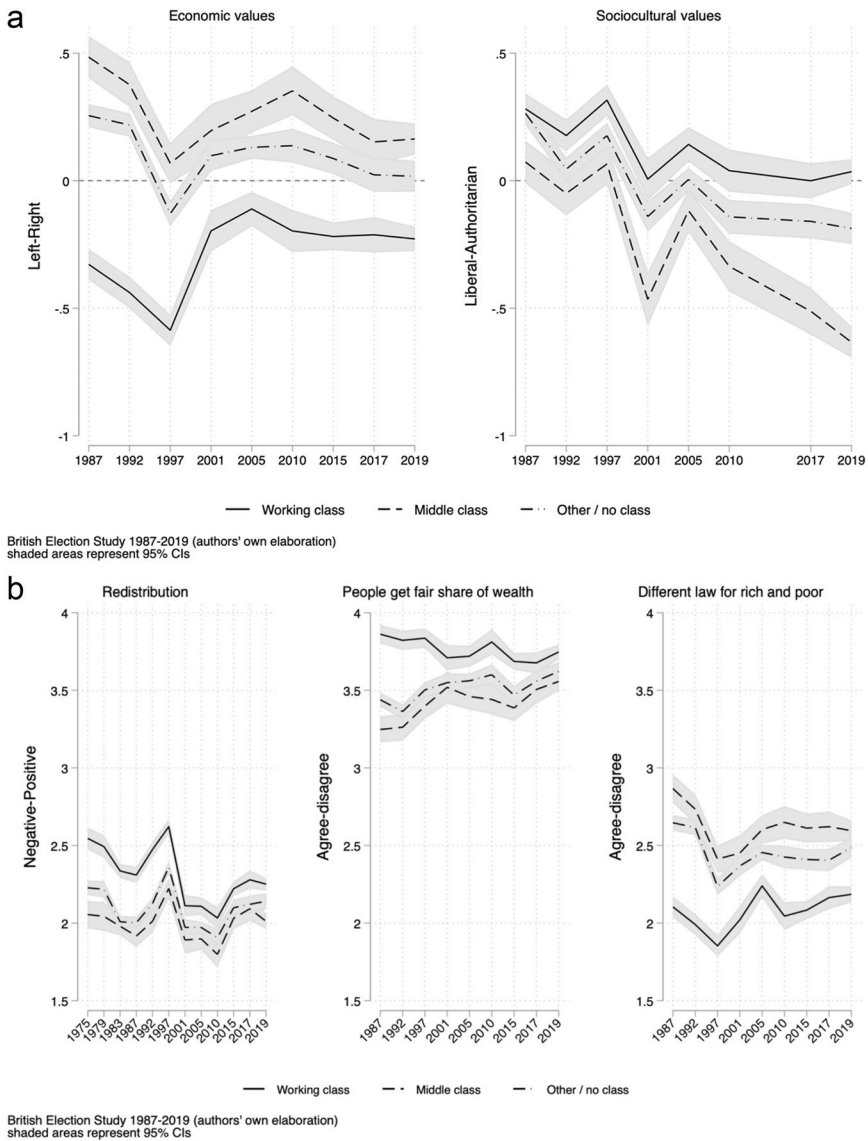 a
Economic values
Sociocultural values
Left-Right
.5
0
-.5
-1
1987 1992 1997 2001 2005 2010 2015 2017 2019
Liberal-Authoritarian
.5
0
-.5
-1
1987 1992 1997 2001 2005 2010 2017 2019
Working class Middle class Other / no class
British Election Study 1987-2019 (authors' own elaboration)
shaded areas represent 95% CIs
b
Redistribution
People get fair share of wealth
Different law for rich and poor
Negative-Positive
4
3.5
3
2.5
2
1.5
1975 1979 1983 1987 1992 1997 2001 2005 2010 2015 2017 2019
Agree-disagree
4
3.5
3
2.5
2
1.5
1987 1992 1997 2001 2005 2010 2015 2017 2019
Agree-disagree
4
3.5
3
2.5
2
1.5
1987 1992 1997 2001 2005 2010 2015 2017 2019
Working class Middle class Other / no class
British Election Study 1987-2019 (authors' own elaboration)
shaded areas represent 95% CIs